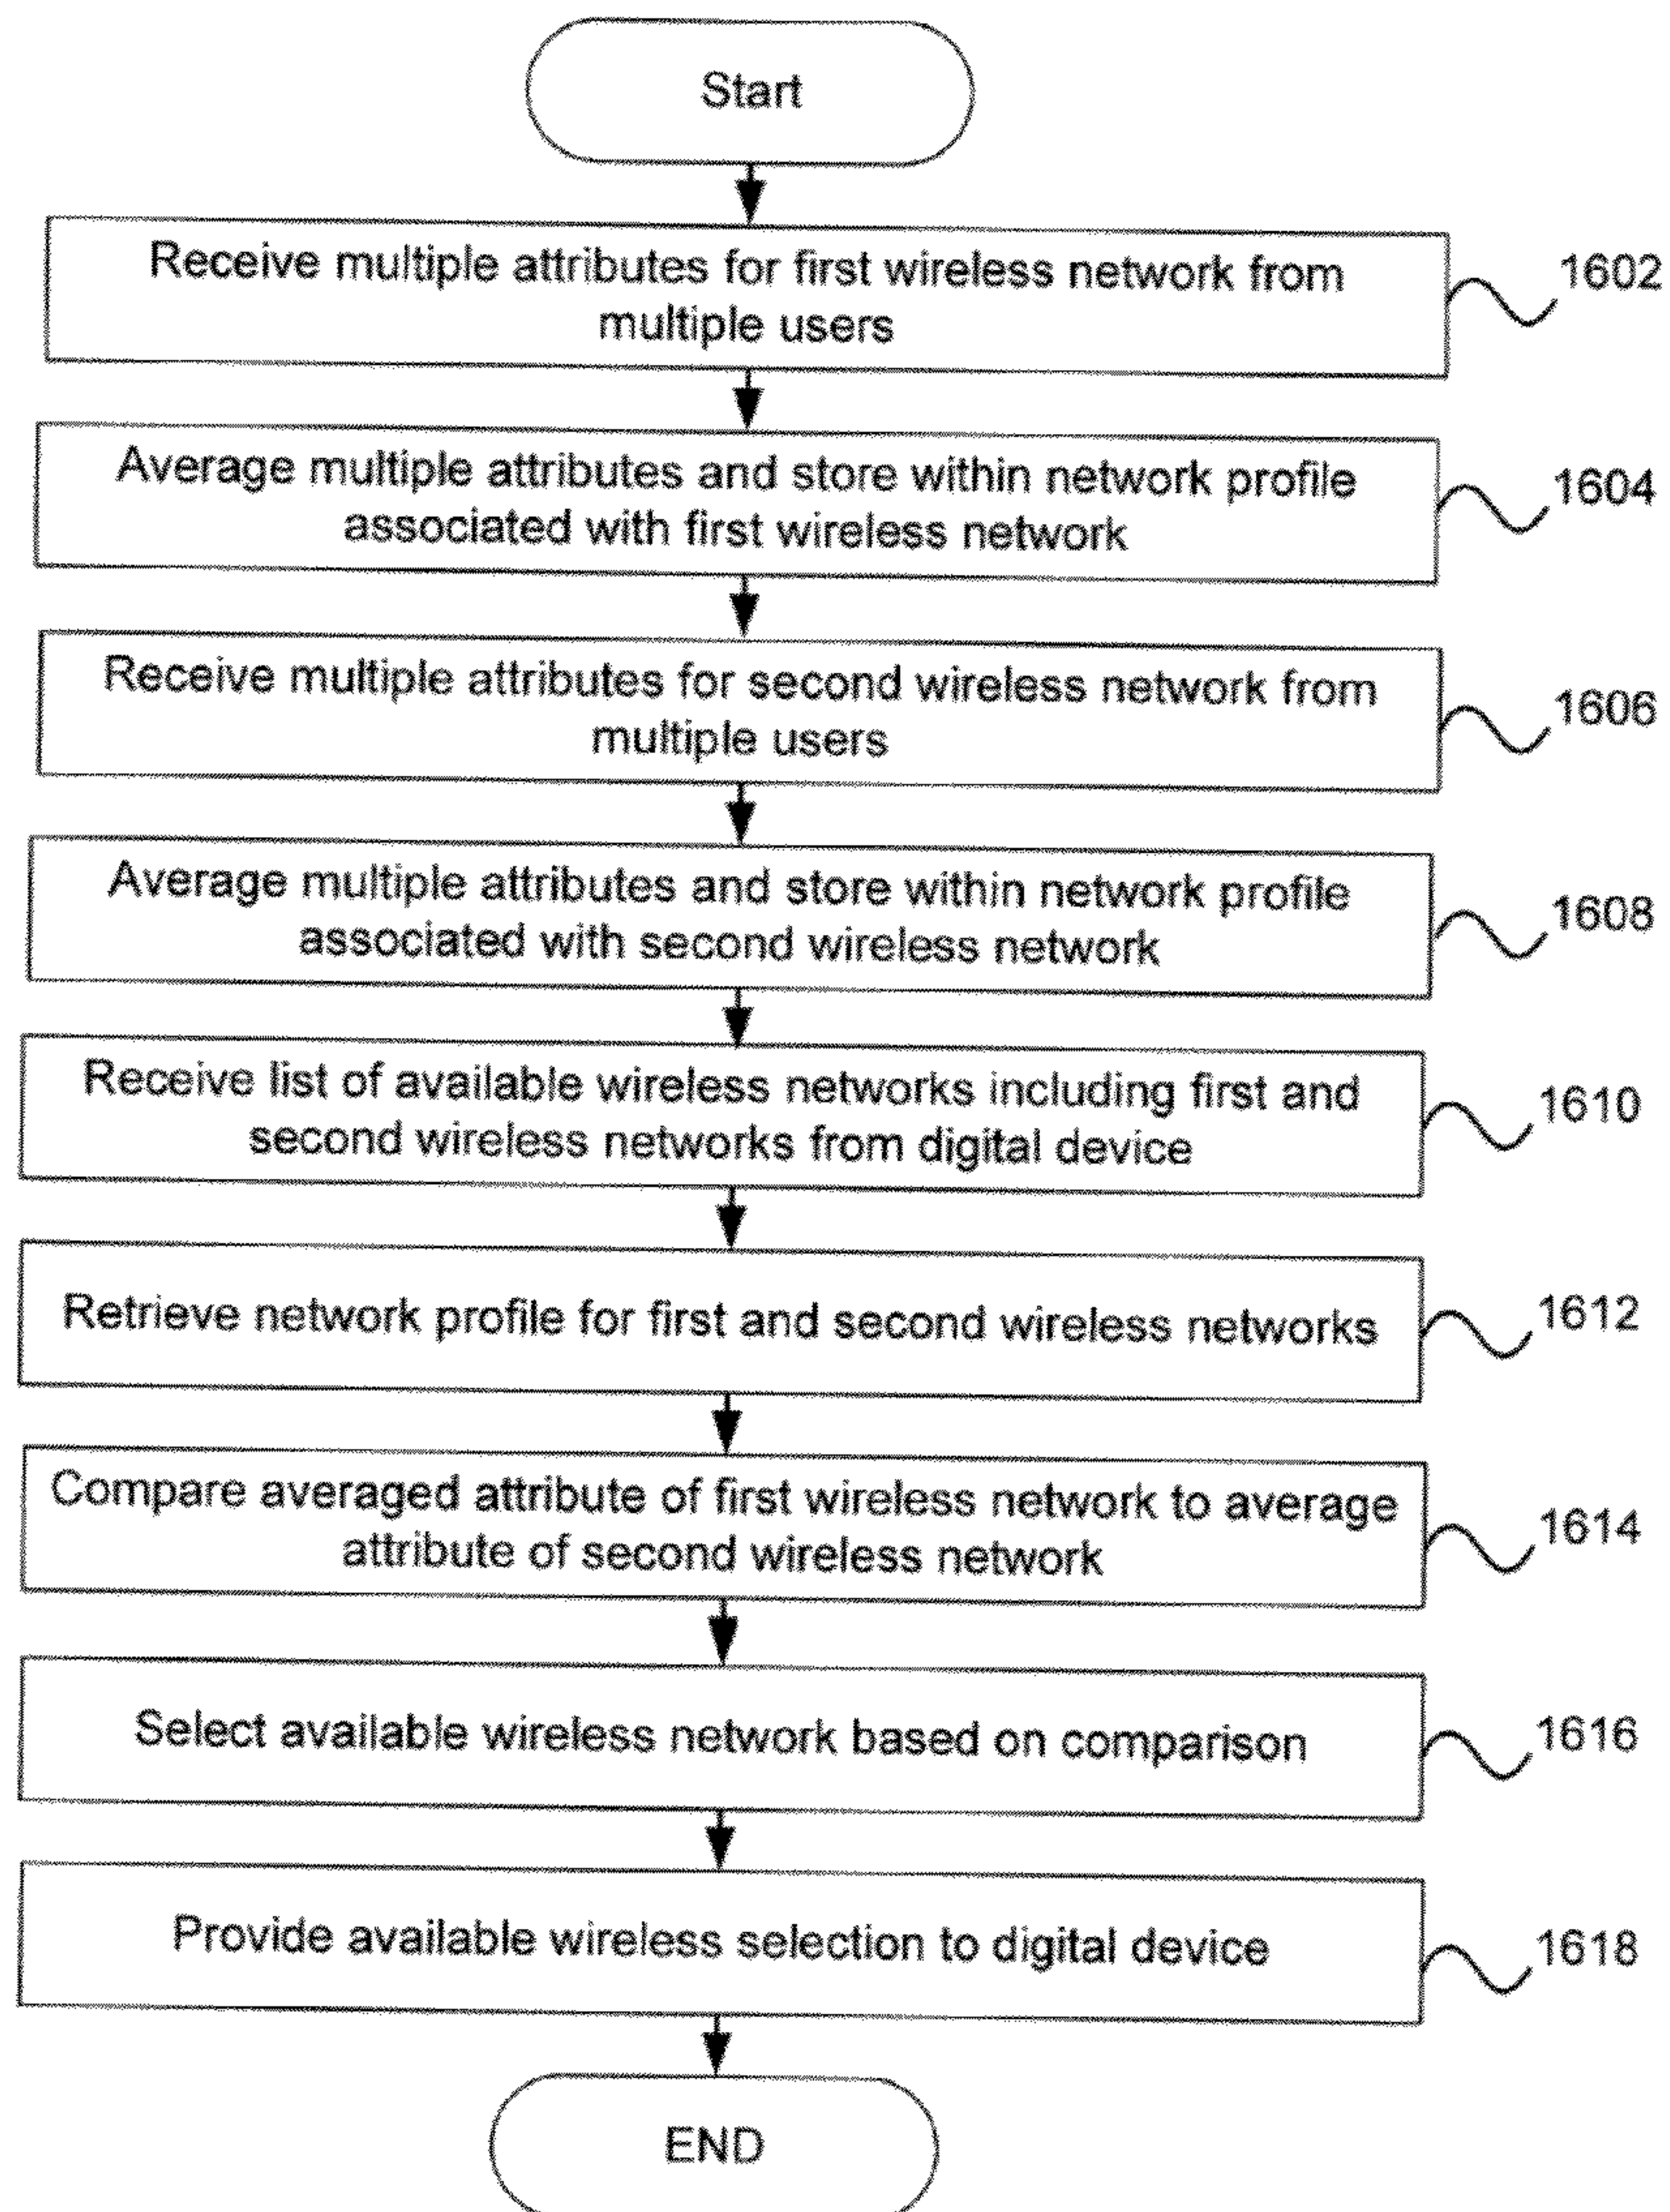 Start
Receive multiple attributes for first wireless network from
multiple users
1602
Average multiple attributes and store within network profile
associated with first wireless network
1604
Receive multiple attributes for second wireless network from
multiple users
1606
Average multiple attributes and store within network profile
associated with second wireless network
1608
Receive list of available wireless networks including first and
second wireless networks from digital device
1610
Retrieve network profile for first and second wireless networks
1612
Compare averaged attribute of first wireless network to average
attribute of second wireless network
1614
Select available wireless network based on comparison
1616
Provide available wireless selection to digital device
1618
END